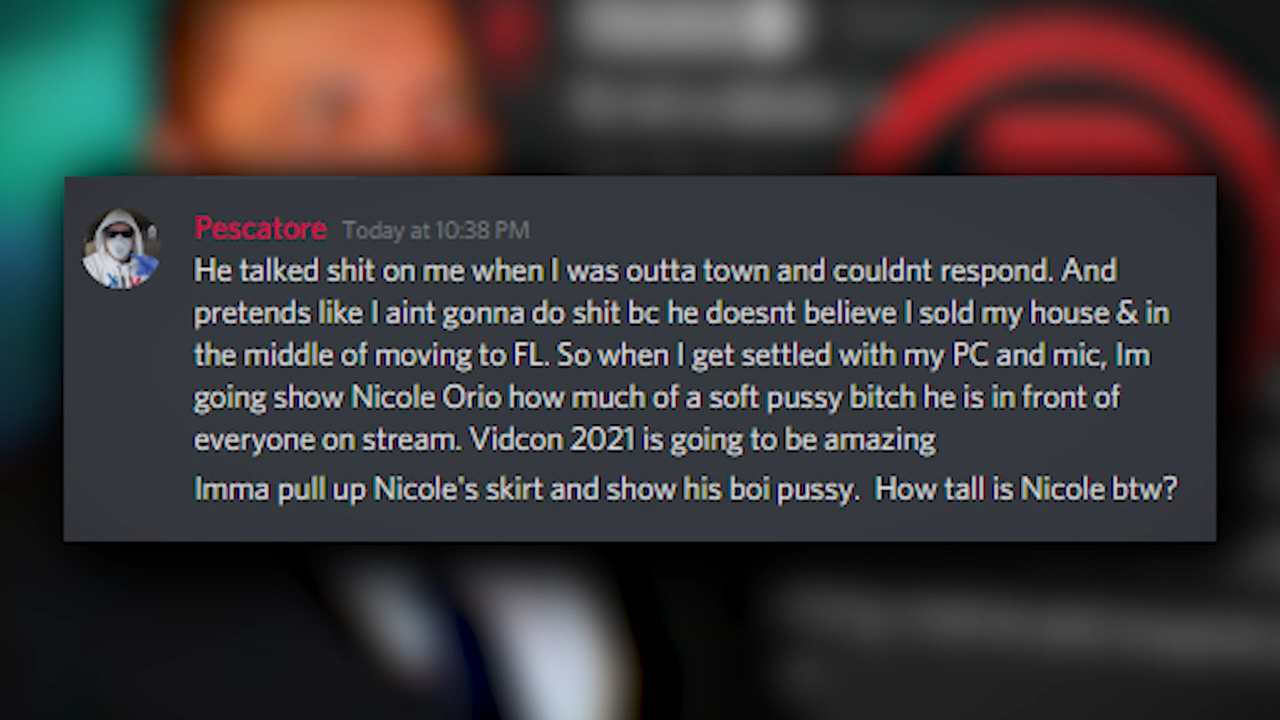 Pescatore Today at 10:38 PM
He talked shit on me when I was outta town and couldnt respond. And
pretends like I aint gonna do shit bc he doesnt believe I sold my house & in
the middle of moving to FL. So when I get settled with my PC and mic, Im
going show Nicole Orio how much of a soft pussy bitch he is in front of
everyone on stream. Vidcon 2021 is going to be amazing
Imma pull up Nicole's skirt and show his boi pussy.  How tall is Nicole btw?